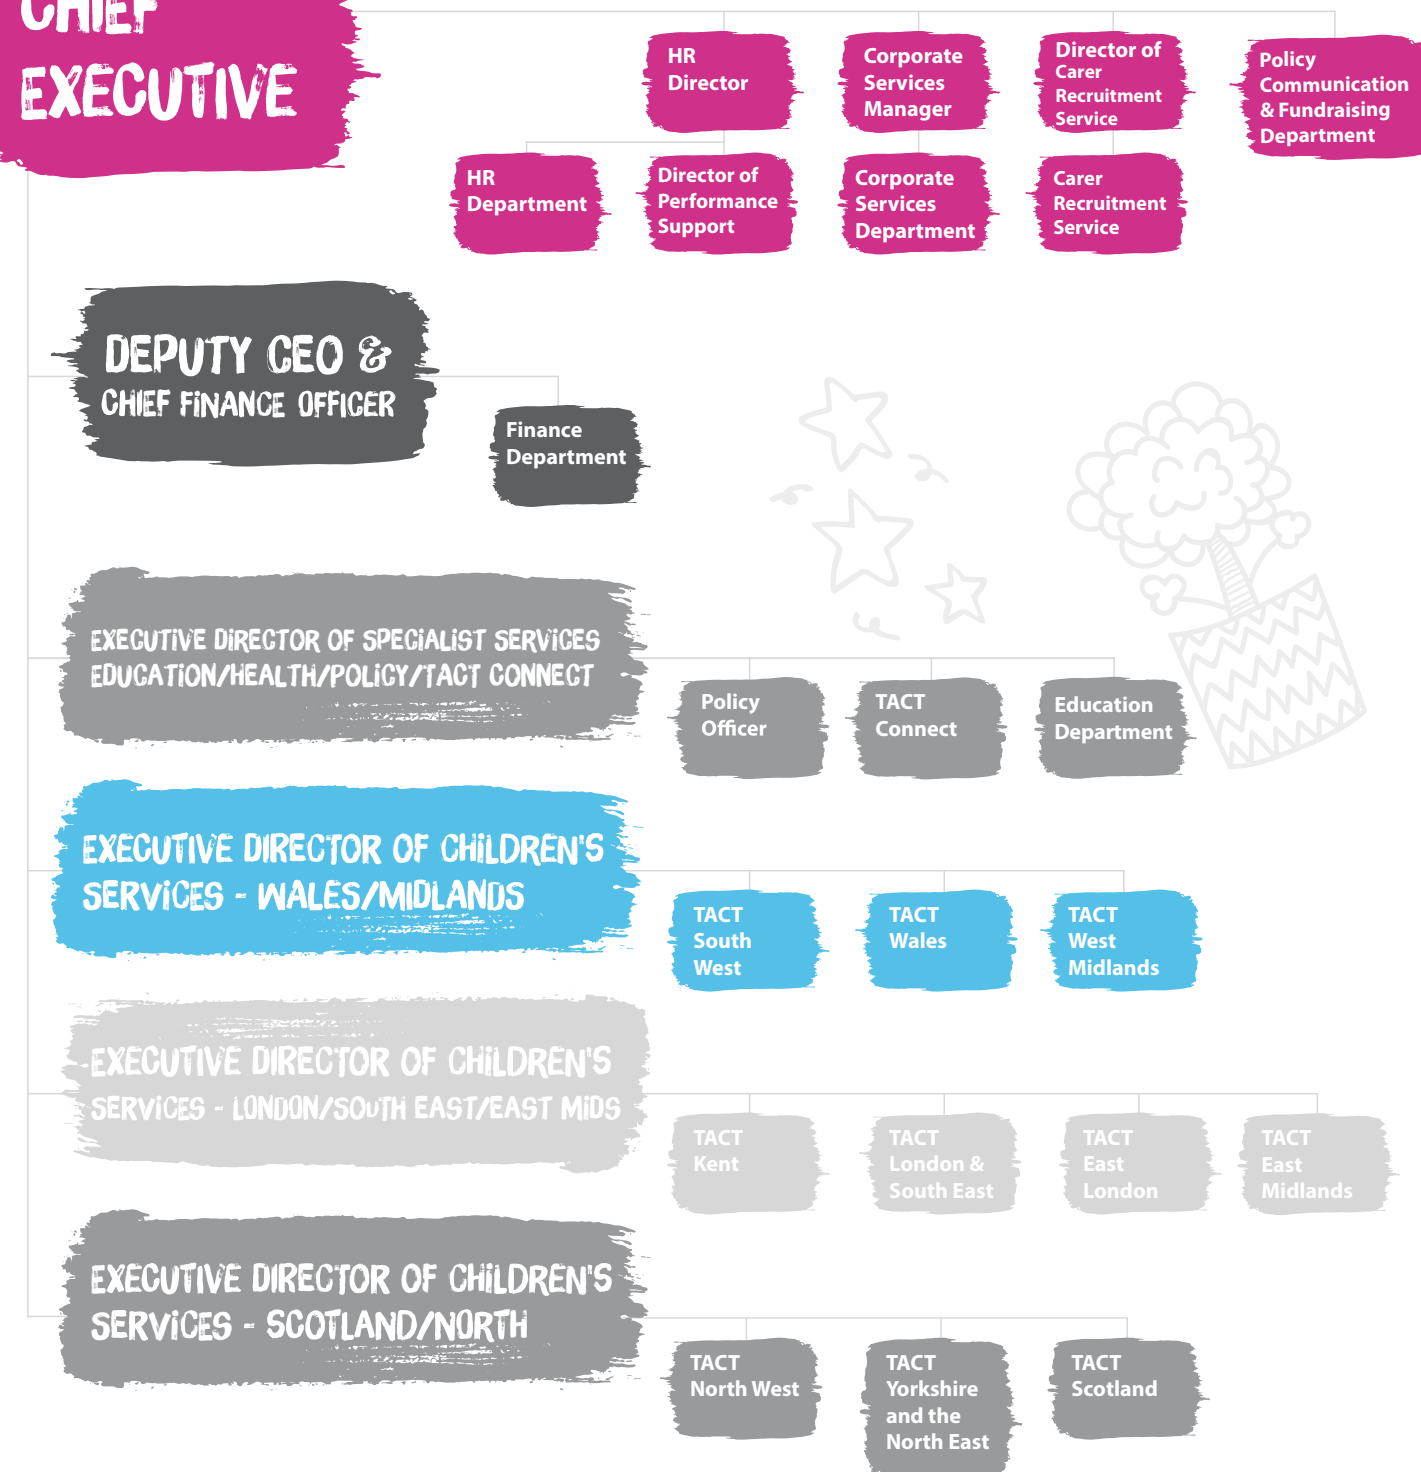 CHIEF
EXECUTIVE
HR
Director
Corporate
Services
Manager
Director of
Carer
Recruitment
Service
Policy
Communication
& Fundraising
Department
HR
Department
Director of
Performance
Support
Corporate
Services
Department
Carer
Recruitment
Service
DEPUTY CEO &
CHIEF FINANCE OFFICER
Finance
Department
EXECUTIVE DIRECTOR OF SPECIALIST SERVICES
EDUCATION/HEALTH/POLICY/TACT CONNECT
Policy
Officer
TACT
Connect
Education
Department
EXECUTIVE DIRECTOR OF CHILDREN'S
SERVICES - WALES/MIDLANDS
TACT
South
West
TACT
Wales
TACT
West
Midlands
EXECUTIVE DIRECTOR OF CHILDREN'S
SERVICES - LONDON/SOUTH EAST/EAST MIDS
TACT
Kent
TACT
London &
South East
TACT
East
London
TACT
East
Midlands
EXECUTIVE DIRECTOR OF CHILDREN'S
SERVICES - SCOTLAND/NORTH
TACT
North West
TACT
Yorkshire
and the
North East
TACT
Scotland